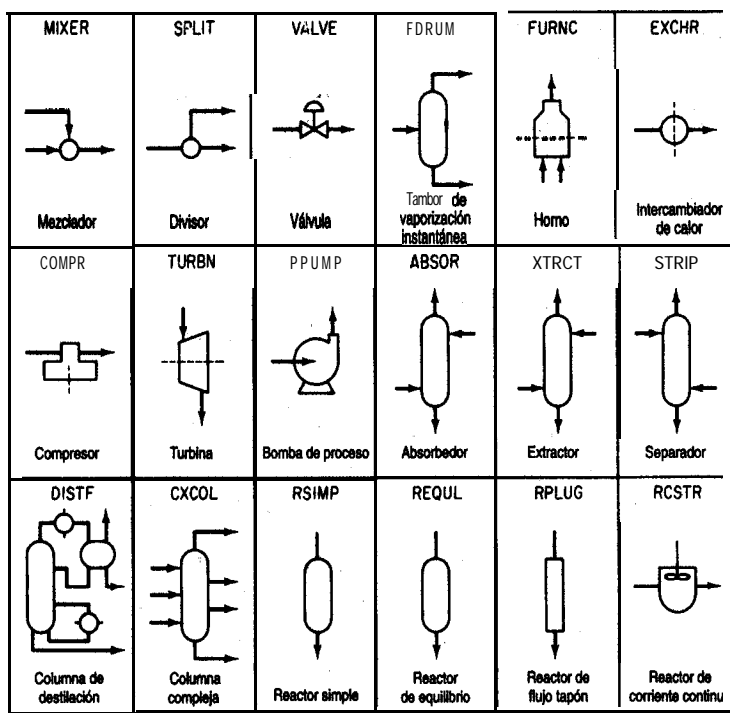 MIXER
SPLIT
VALVE
FDRUM
FURNC
EXCHR
Mezclador
Divisor
Válvula
Tambor de
vaporización
instantánea
Horno
Intercambiador
de calor
COMPR
TURBN
PPUMP
ABSOR
XTRCT
STRIP
Compresor
Turbina
Bomba de proceso
Absorbedor
Extractor
Separador
DISTF
CXCOL
RSIMP
REQUL
RPLUG
RCSTR
Columna de
destilación
Columna
compleja
Reactor simple
Reactor
de equilibrio
Reactor de
flujo tapón
Reactor de
corriente continu